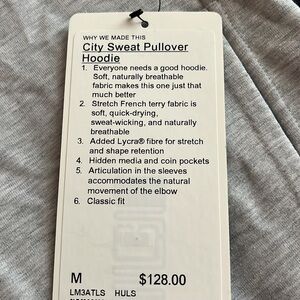 WHY WE MADE THIS
City Sweat Pullover
Hoodie
1. Everyone needs a good hoodie.
Soft, naturally breathable
fabric makes this one just that
much better
2. Stretch French terry fabric is
soft, quick-drying,
sweat-wicking, and naturally
breathable
3. Added Lycra® fibre for stretch
and shape retention
4. Hidden media and coin pockets
5. Articulation in the sleeves
accommodates the natural
movement of the elbow
6. Classic fit
M $128.00
LM3ATLS HULS